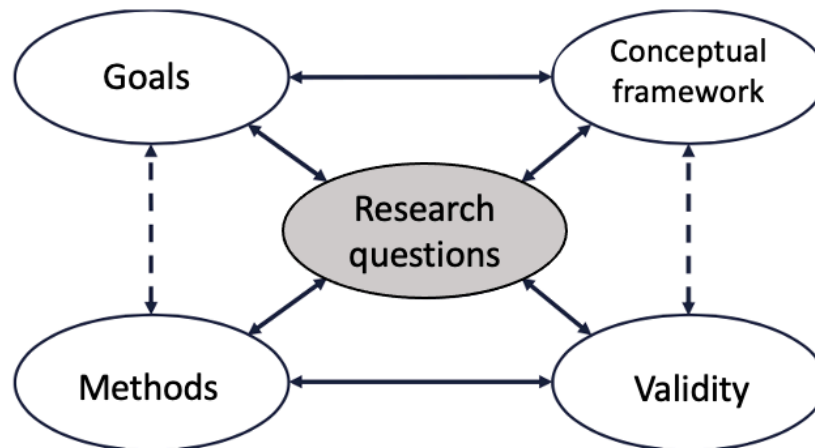 Goals
Conceptual
framework
Research
questions
Methods
Validity